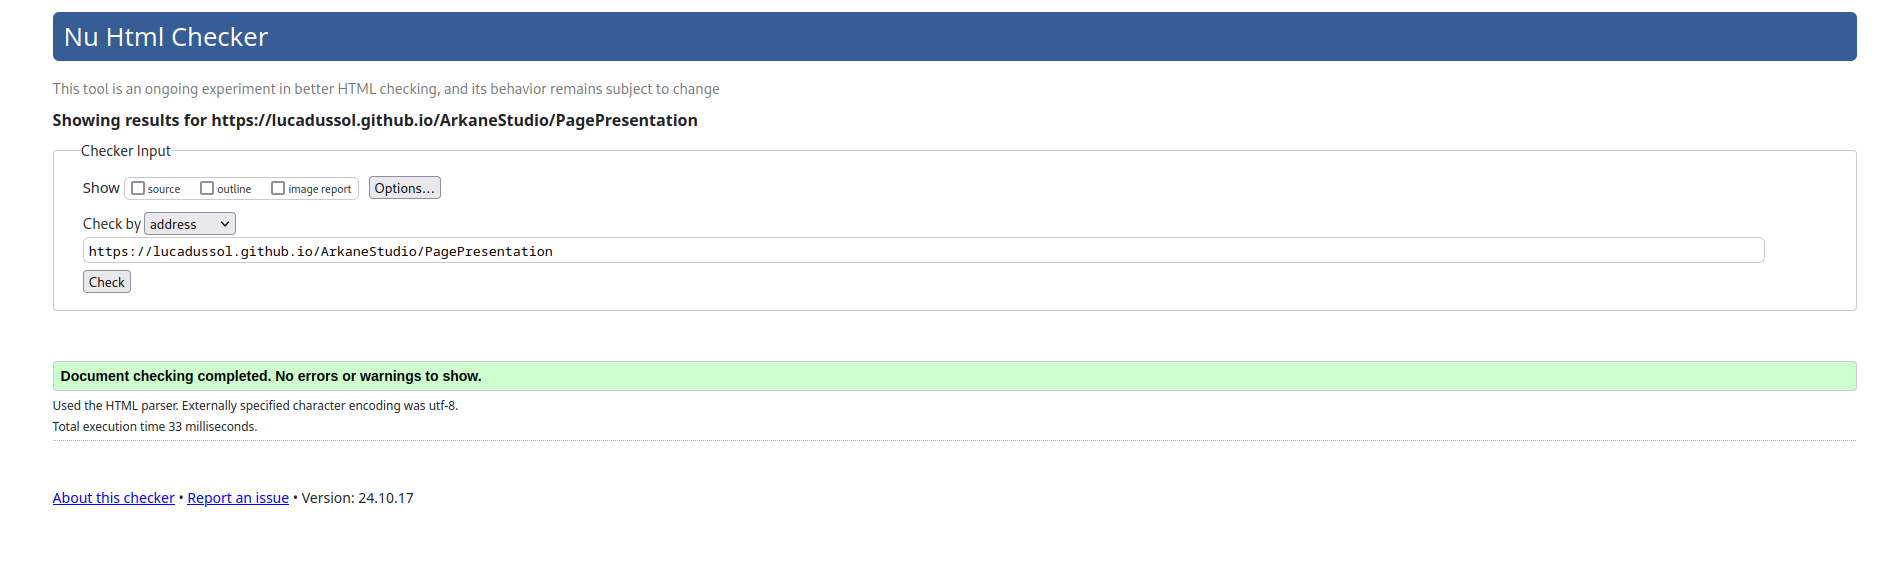 Nu Html Checker
This tool is an ongoing experiment in better HTML checking, and its behavior remains subject to change
Showing results for https://lucadussol.github.io/ArkaneStudio/PagePresentation
Checker Input
Show source outline image report Options...
Check by address
https://lucadussol.github.io/ArkaneStudio/PagePresentation
Check
Document checking completed. No errors or warnings to show.
Used the HTML parser. Externally specified character encoding was utf-8.
Total execution time 33 milliseconds.
About this checker • Report an issue • Version: 24.10.17